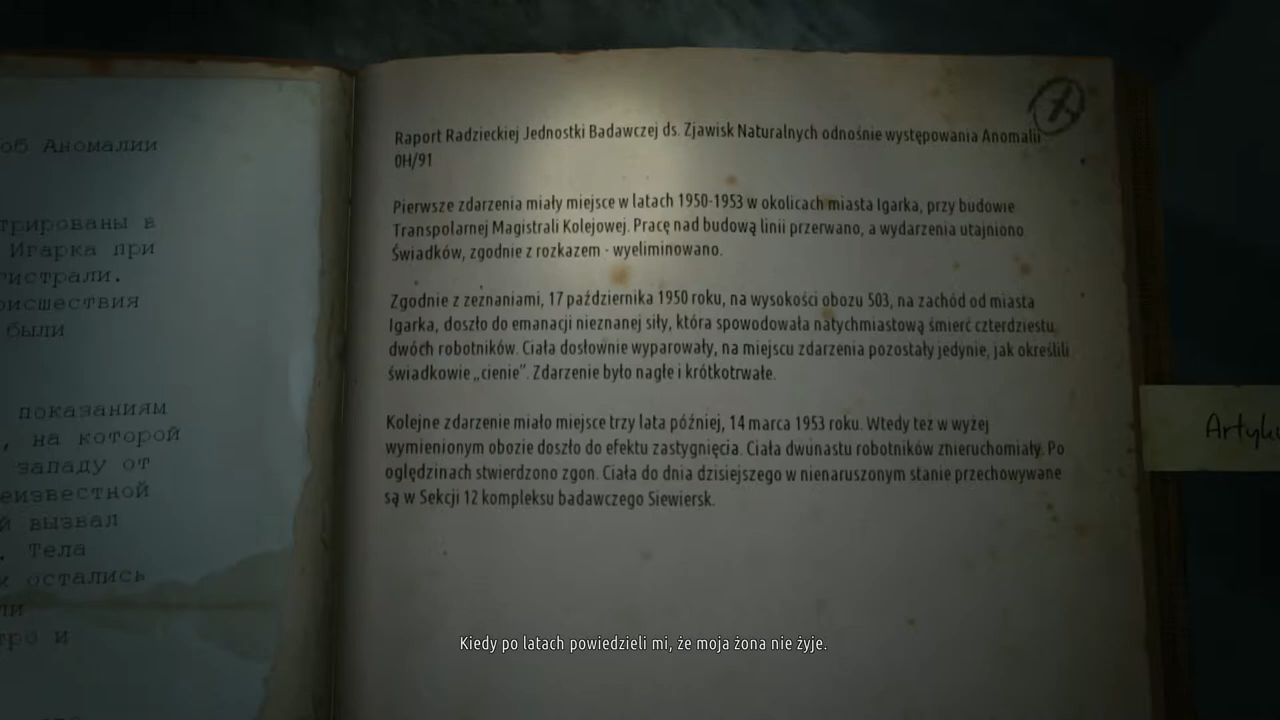 об Аномалии
трированы в
Игарка при
гистрали.
оисшествия
были
показаниям
, на которой
западу от
еизвестной
й вызвал
. Тела
х остались
ли
тро и
Raport Radzieckiej Jednostki Badawczej ds. Zjawisk Naturalnych odnośnie występowania Anomalii
0H/91
Pierwsze zdarzenia miały miejsce w latach 1950-1953 w okolicach miasta Igarka, przy budowie
Transpolarnej Magistrali Kolejowej. Pracę nad budową linii przerwano, a wydarzenia utajniono
Świadków, zgodnie z rozkazem - wyeliminowano.
Zgodnie z zeznaniami, 17 października 1950 roku, na wysokości obozu 503, na zachód od miasta
Igarka, doszło do emanacji nieznanej siły, która spowodowała natychmiastową śmierć czterdziestu
dwóch robotników. Ciała dosłownie wyparowały, na miejscu zdarzenia pozostały jedynie, jak określili
świadkowie „cienie”. Zdarzenie było nagłe i krótkotrwałe.
Kolejne zdarzenie miało miejsce trzy lata później, 14 marca 1953 roku. Wtedy też w wyżej
wymienionym obozie doszło do efektu zastygnięcia. Ciała dwunastu robotników znieruchomiały. Po
oględzinach stwierdzono zgon. Ciała do dnia dzisiejszego w nienaruszonym stanie przechowywane
są w Sekcji 12 kompleksu badawczego Siewiersk.
Artyku
Kiedy po latach powiedzieli mi, że moja żona nie żyje.